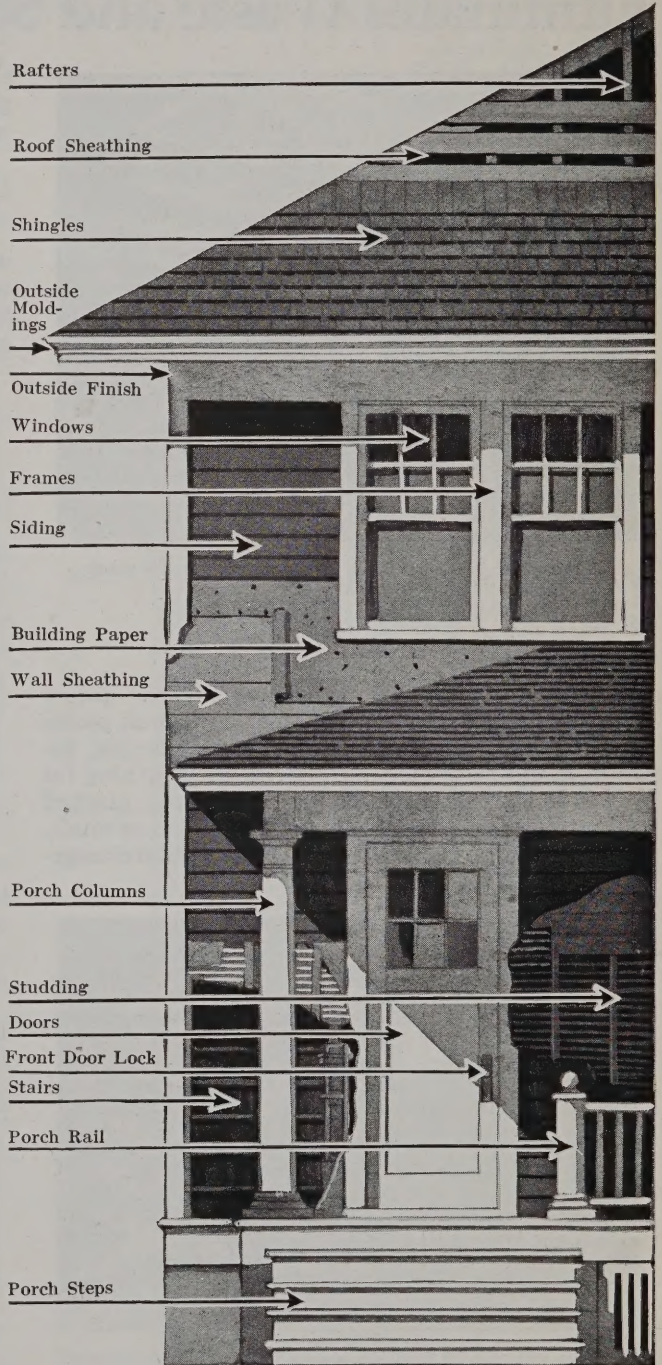 Rafters
Roof Sheathing
Shingles
Outside
Mold-
ings
Outside Finish
Windows
Frames
Siding
Building Paper
Wall Sheathing
Porch Columns
Studding
Doors
Front Door Lock
Stairs
Porch Rail
Porch Steps